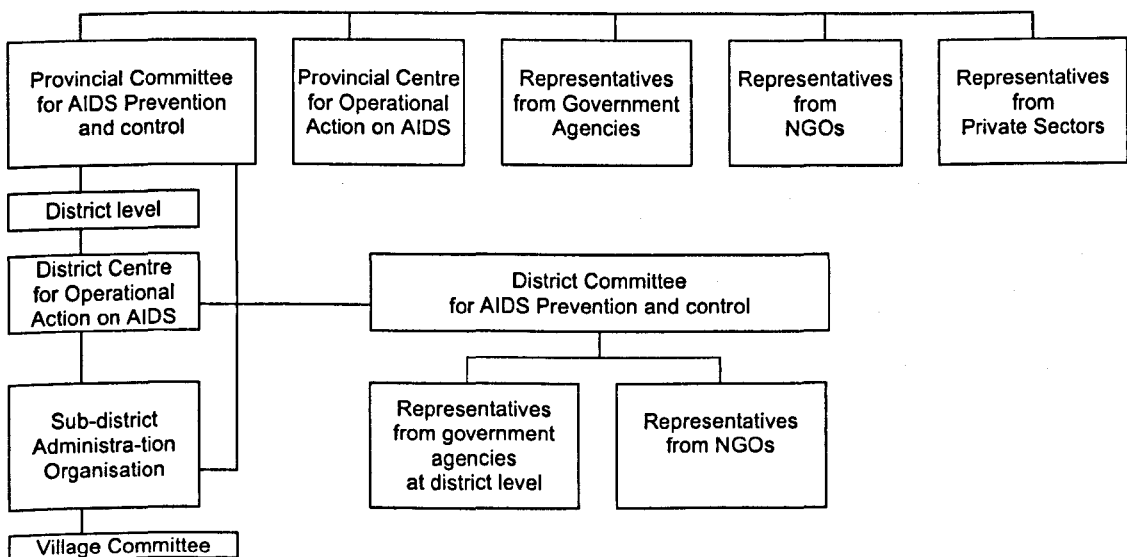 Provincial Committee
for AIDS Prevention
and control
Provincial Centre
for Operational
Action on AIDS
Representatives
from Government
Agencies
Representatives
from
NGOs
Representatives
from
Private Sectors
District level
District Centre
for Operational
Action on AIDS
District Committee
for AIDS Prevention and control
Sub-district
Administra-tion
Organisation
Representatives
from government
agencies
at district level
Representatives
from NGOs
Village Committee